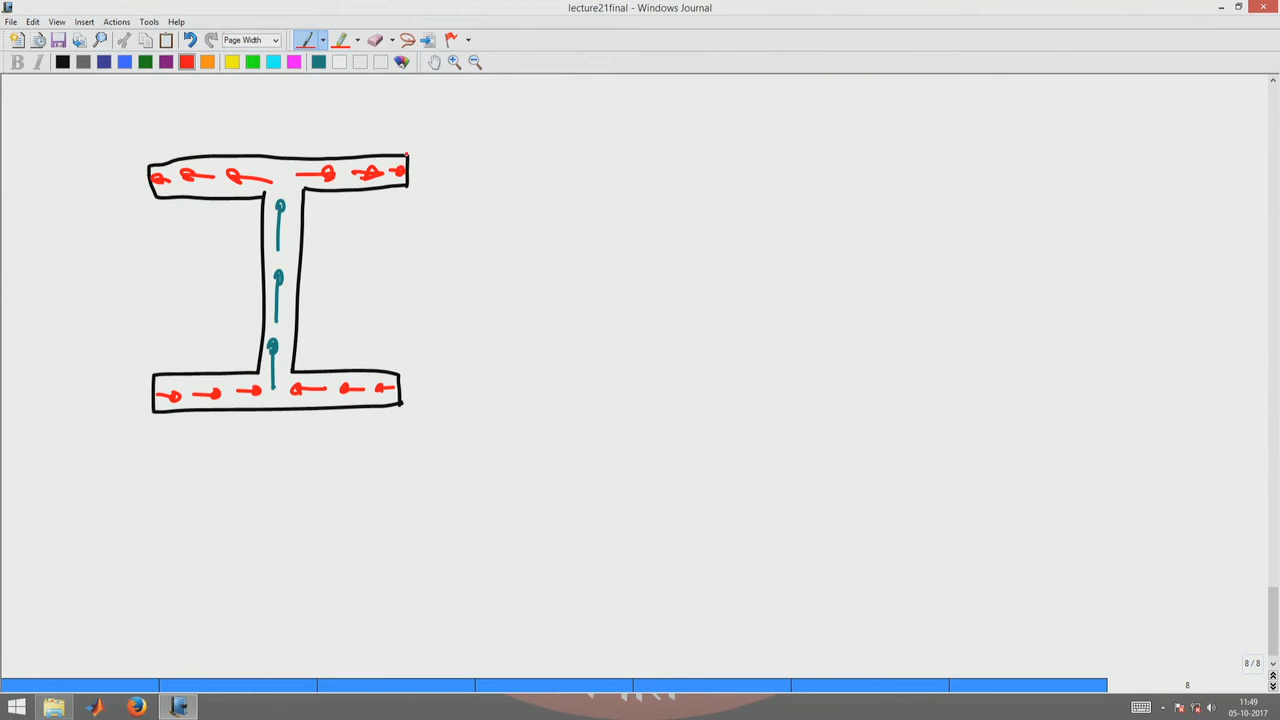 lecture21final - Windows Journal
File Edit View Insert Actions Tools Help
Page Width
B I
8 / 8
8
11:49
05-10-2017